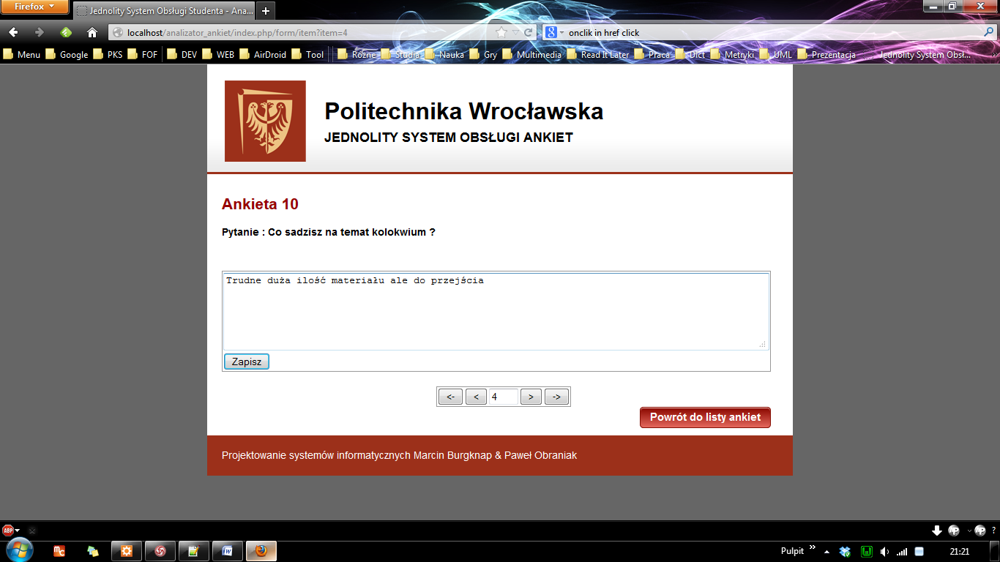 Firefox
Jednolity System Obsługi Studenta - Ana...
localhost/analizator_ankiet/index.php/form/item?item=4
onclik in href click
Menu Google PKS FOF DEV WEB AirDroid Tool Różne Studia Nauka Gry Multimedia Read It Later Praca Dict Metryki UML Prezentacja Jednolity System Obsł...
Politechnika Wrocławska
JEDNOLITY SYSTEM OBSŁUGI ANKIET
Ankieta 10
Pytanie : Co sadzisz na temat kolokwium ?
Trudne duża ilość materiału ale do przejścia
Zapisz
<- < 4 > ->
Powrót do listy ankiet
Projektowanie systemów informatycznych Marcin Burgknap & Paweł Obraniak
ABP
Pulpit 21:21